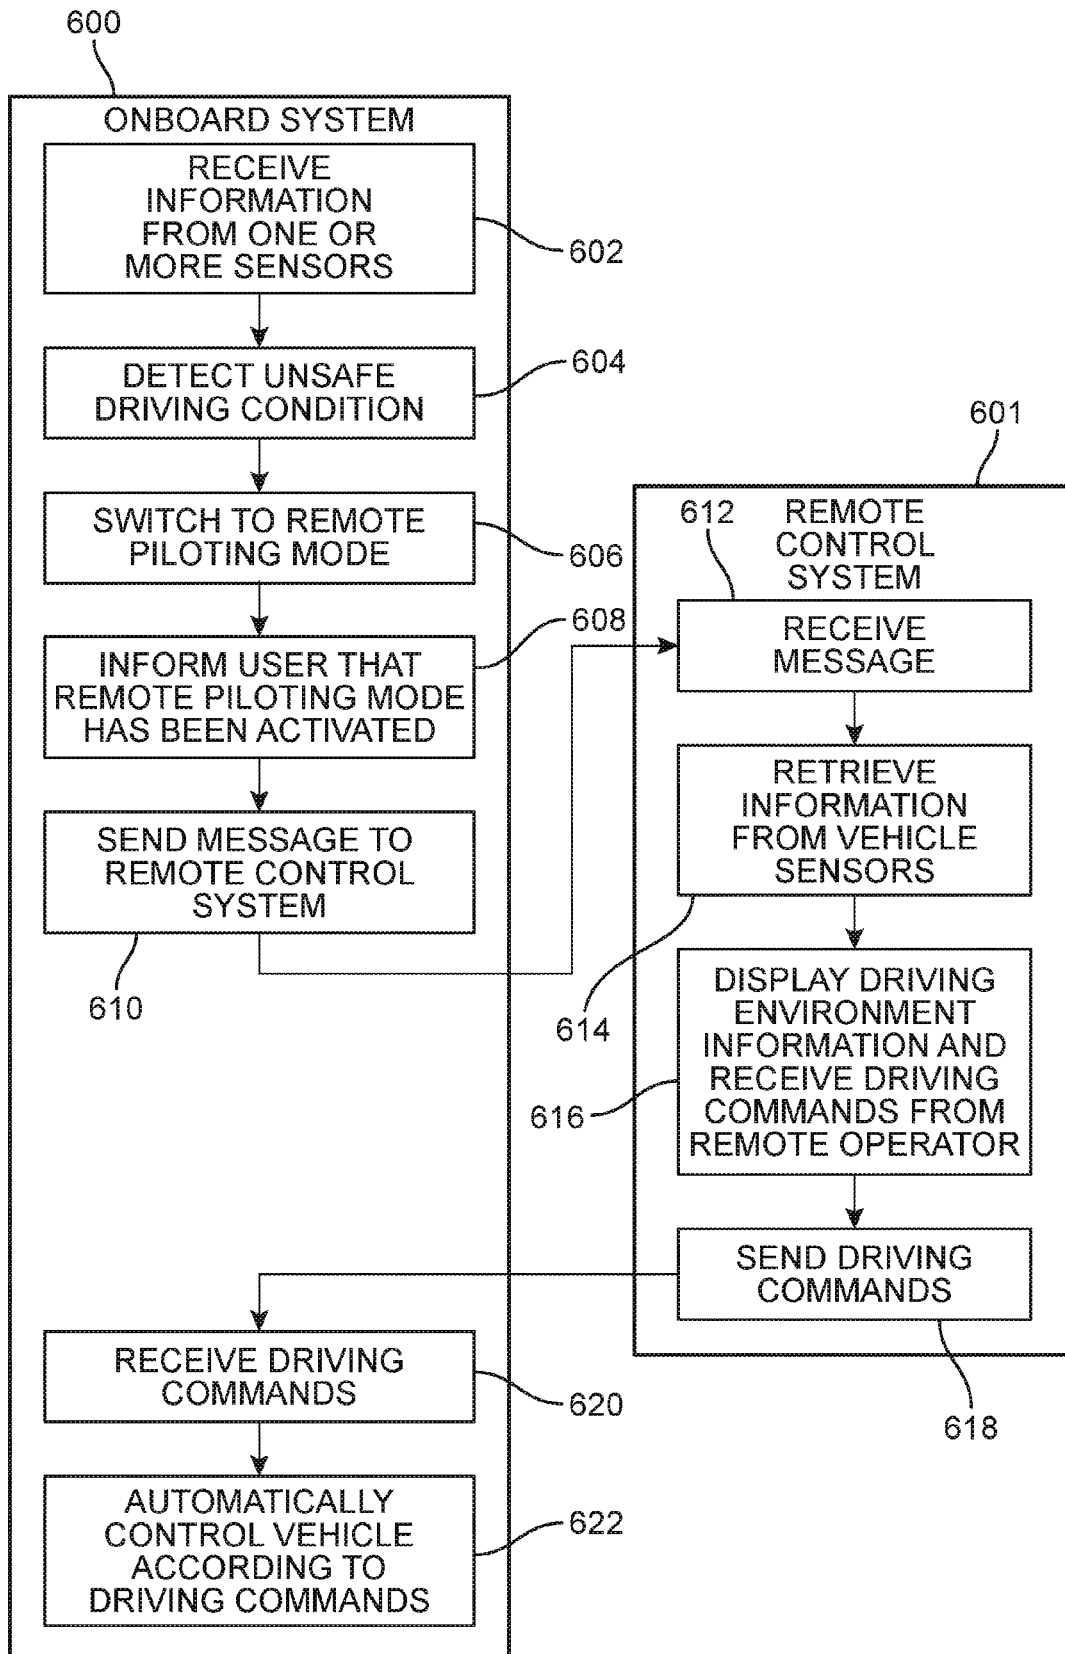 600
ONBOARD SYSTEM
RECEIVE
INFORMATION
FROM ONE OR
MORE SENSORS
602
DETECT UNSAFE
DRIVING CONDITION
604
SWITCH TO REMOTE
PILOTING MODE
606
INFORM USER THAT
REMOTE PILOTING MODE
HAS BEEN ACTIVATED
608
SEND MESSAGE TO
REMOTE CONTROL
SYSTEM
610
601
REMOTE
CONTROL
SYSTEM
612
RECEIVE
MESSAGE
RETRIEVE
INFORMATION
FROM VEHICLE
SENSORS
614
DISPLAY DRIVING
ENVIRONMENT
INFORMATION AND
RECEIVE DRIVING
COMMANDS FROM
REMOTE OPERATOR
616
SEND DRIVING
COMMANDS
618
RECEIVE DRIVING
COMMANDS
620
AUTOMATICALLY
CONTROL VEHICLE
ACCORDING TO
DRIVING COMMANDS
622